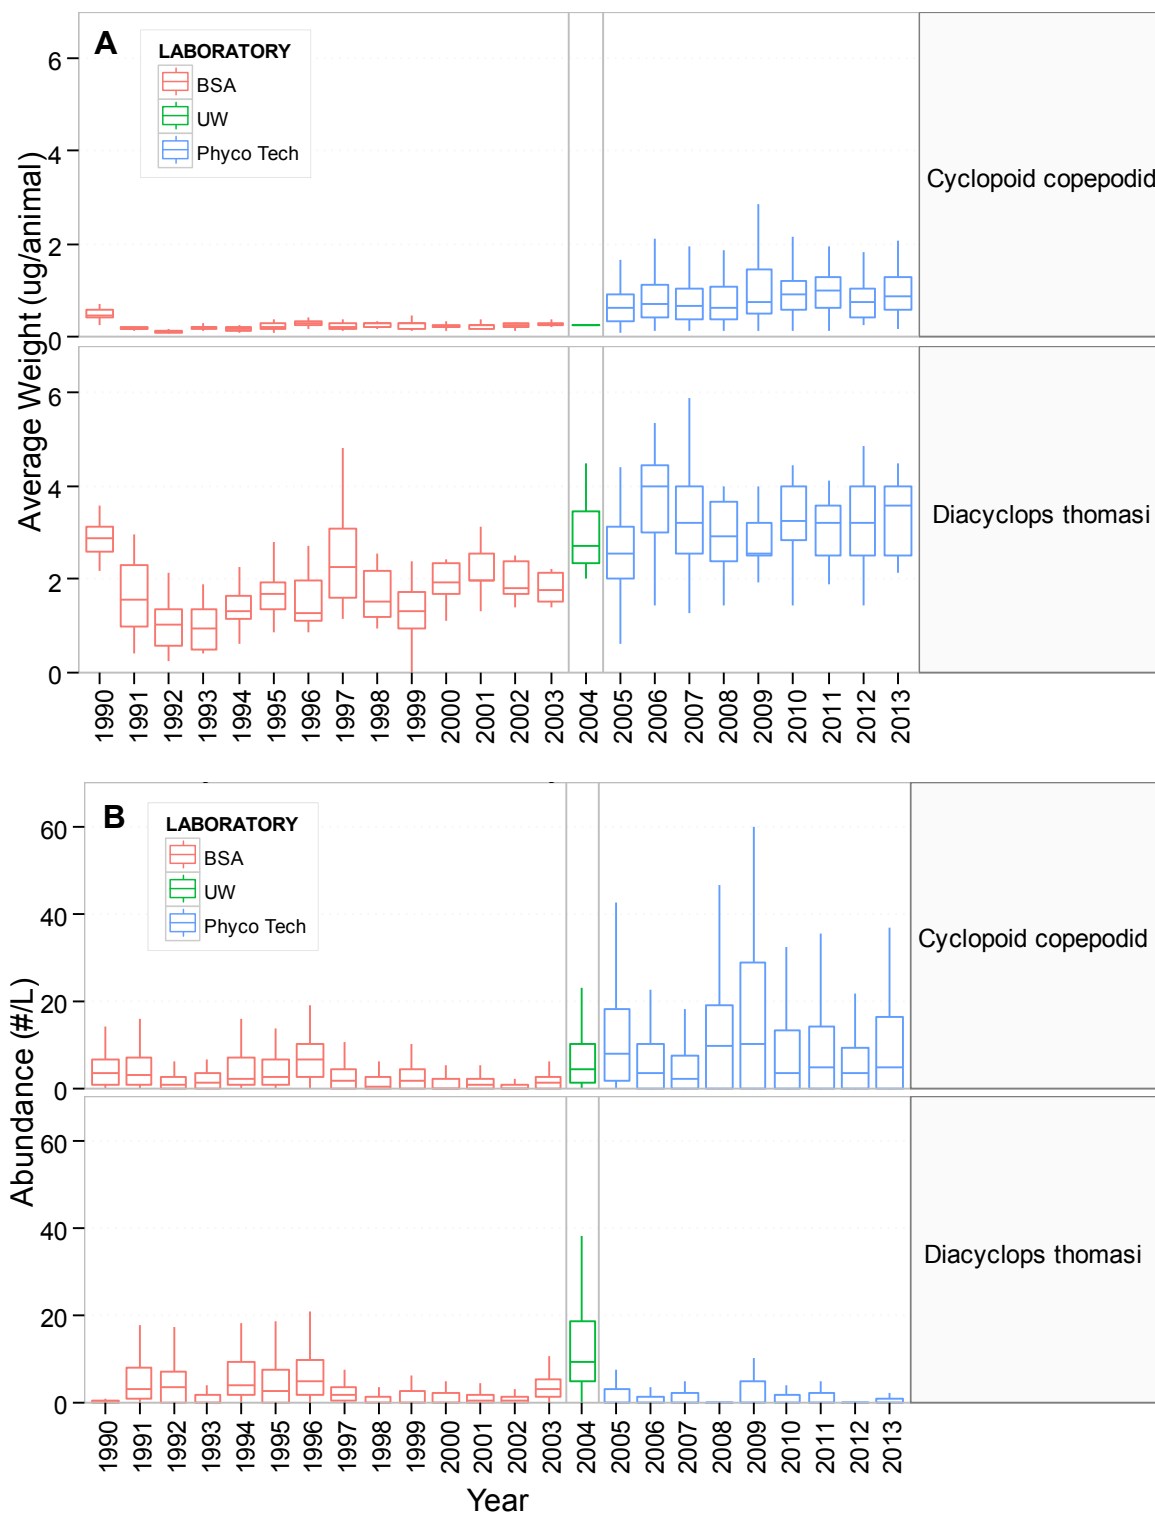 A
LABORATORY
BSA
UW
Phyco Tech
6
4
2
0
Cyclopoid copepodid
6
4
2
0
Diacyclops thomasi
Average Weight (ug/animal)
1990 1991 1992 1993 1994 1995 1996 1997 1998 1999 2000 2001 2002 2003 2004 2005 2006 2007 2008 2009 2010 2011 2012 2013
B
LABORATORY
BSA
UW
Phyco Tech
60
40
20
0
Cyclopoid copepodid
60
40
20
0
Diacyclops thomasi
Abundance (#/L)
1990 1991 1992 1993 1994 1995 1996 1997 1998 1999 2000 2001 2002 2003 2004 2005 2006 2007 2008 2009 2010 2011 2012 2013
Year